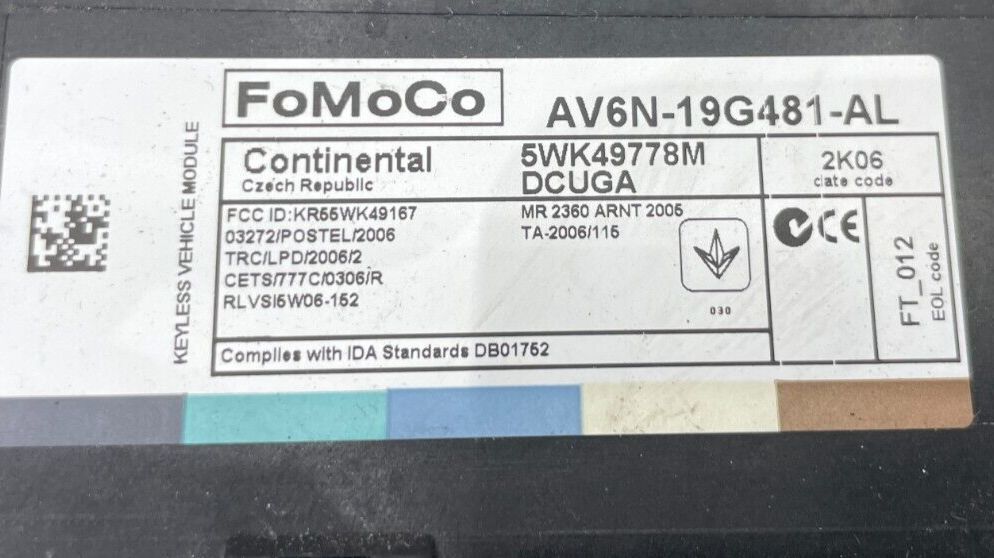 FoMoCo
AV6N-19G481-AL
KEYLESS VEHICLE MODULE
Continental
Czech Republic
5WK49778M
DCUGA
2K06
date code
FCC ID:KR55WK49167
03272/POSTEL/2006
TRC/LPD/2006/2
CETS/777C/0306/R
RLVSI5W06-152
MR 2360 ARNT 2005
TA-2006/115
030
CE
FT_012
EOL code
Complies with IDA Standards DB01752